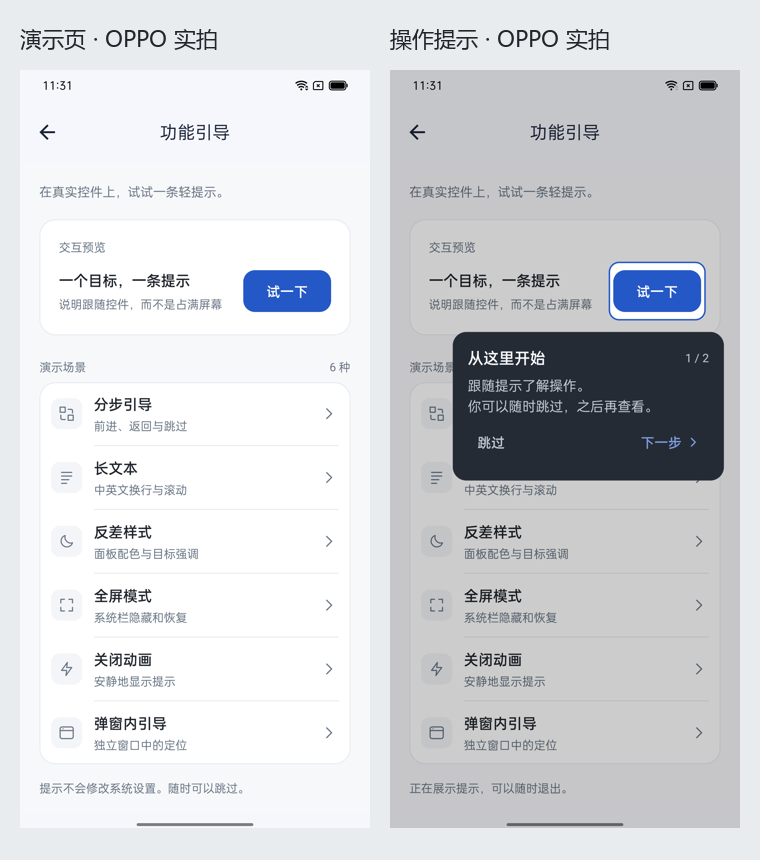 演示页 · OPPO 实拍
11:31
功能引导
在真实控件上，试试一条轻提示。
交互预览
一个目标，一条提示
说明跟随控件，而不是占满屏幕
试一下
演示场景
6 种
分步引导
前进、返回与跳过
长文本
中英文换行与滚动
反差样式
面板配色与目标强调
全屏模式
系统栏隐藏和恢复
关闭动画
安静地显示提示
弹窗内引导
独立窗口中的定位
提示不会修改系统设置。随时可以跳过。
操作提示 · OPPO 实拍
11:31
功能引导
在真实控件上，试试一条轻提示。
交互预览
一个目标，一条提示
说明跟随控件，而不是占满屏幕
试一下
演示场景
从这里开始
1 / 2
跟随提示了解操作。
你可以随时跳过，之后再查看。
跳过
下一步
中英文换行与滚动
反差样式
面板配色与目标强调
全屏模式
系统栏隐藏和恢复
关闭动画
安静地显示提示
弹窗内引导
独立窗口中的定位
正在展示提示，可以随时退出。